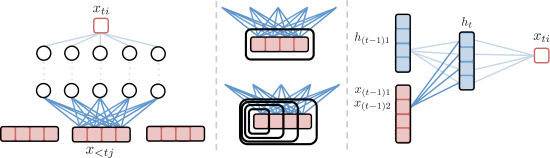 x_{ti}
x_{<tj}
h_{(t-1)1}
x_{(t-1)1}
x_{(t-1)2}
h_t
x_{ti}